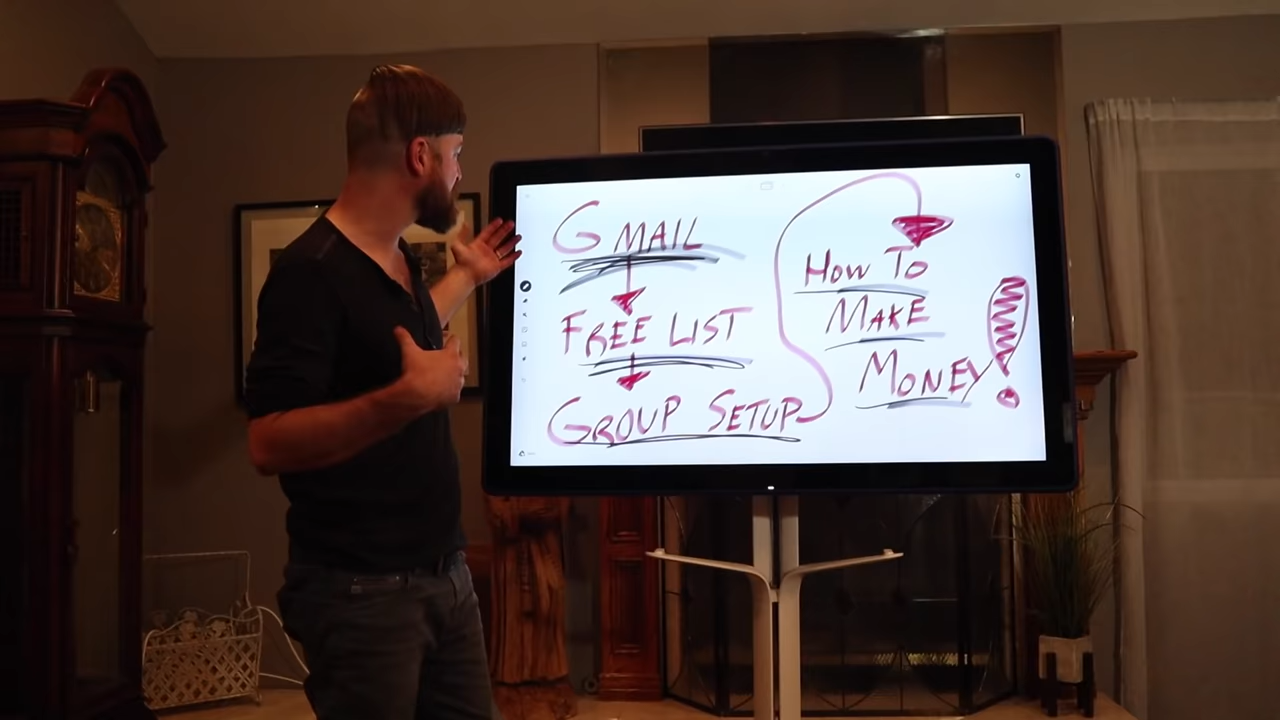 GMAIL
FREE LIST
GROUP SETUP
HOW TO
MAKE
MONEY!